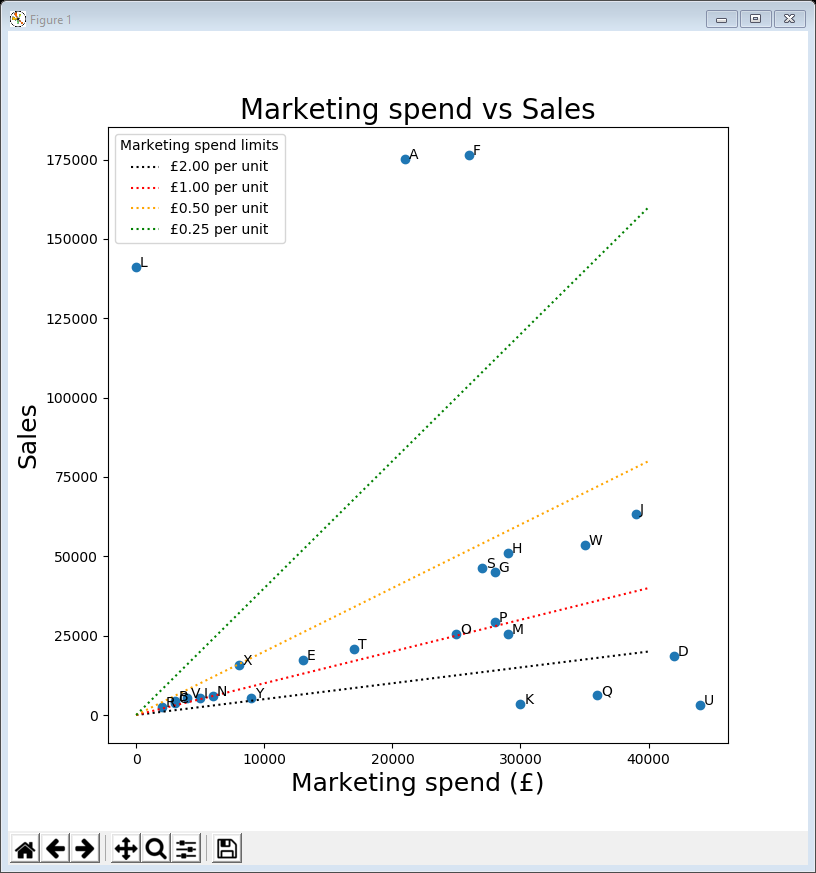 Figure 1
Marketing spend vs Sales
Marketing spend limits
£2.00 per unit
£1.00 per unit
£0.50 per unit
£0.25 per unit
175000
150000
125000
100000
75000
50000
25000
0
Sales
A
F
L
J
W
H
S
G
P
O
M
T
E
X
D
V
I
N
Y
R
B
K
Q
U
0
10000
20000
30000
40000
Marketing spend (£)